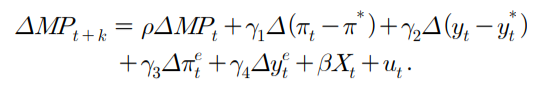 ΔMP_{t+k} = ρΔMP_t + γ_1Δ(π_t − π^*) + γ_2Δ(y_t − y_t^*)
+ γ_3Δπ_t^e + γ_4Δy_t^e + βX_t + u_t .